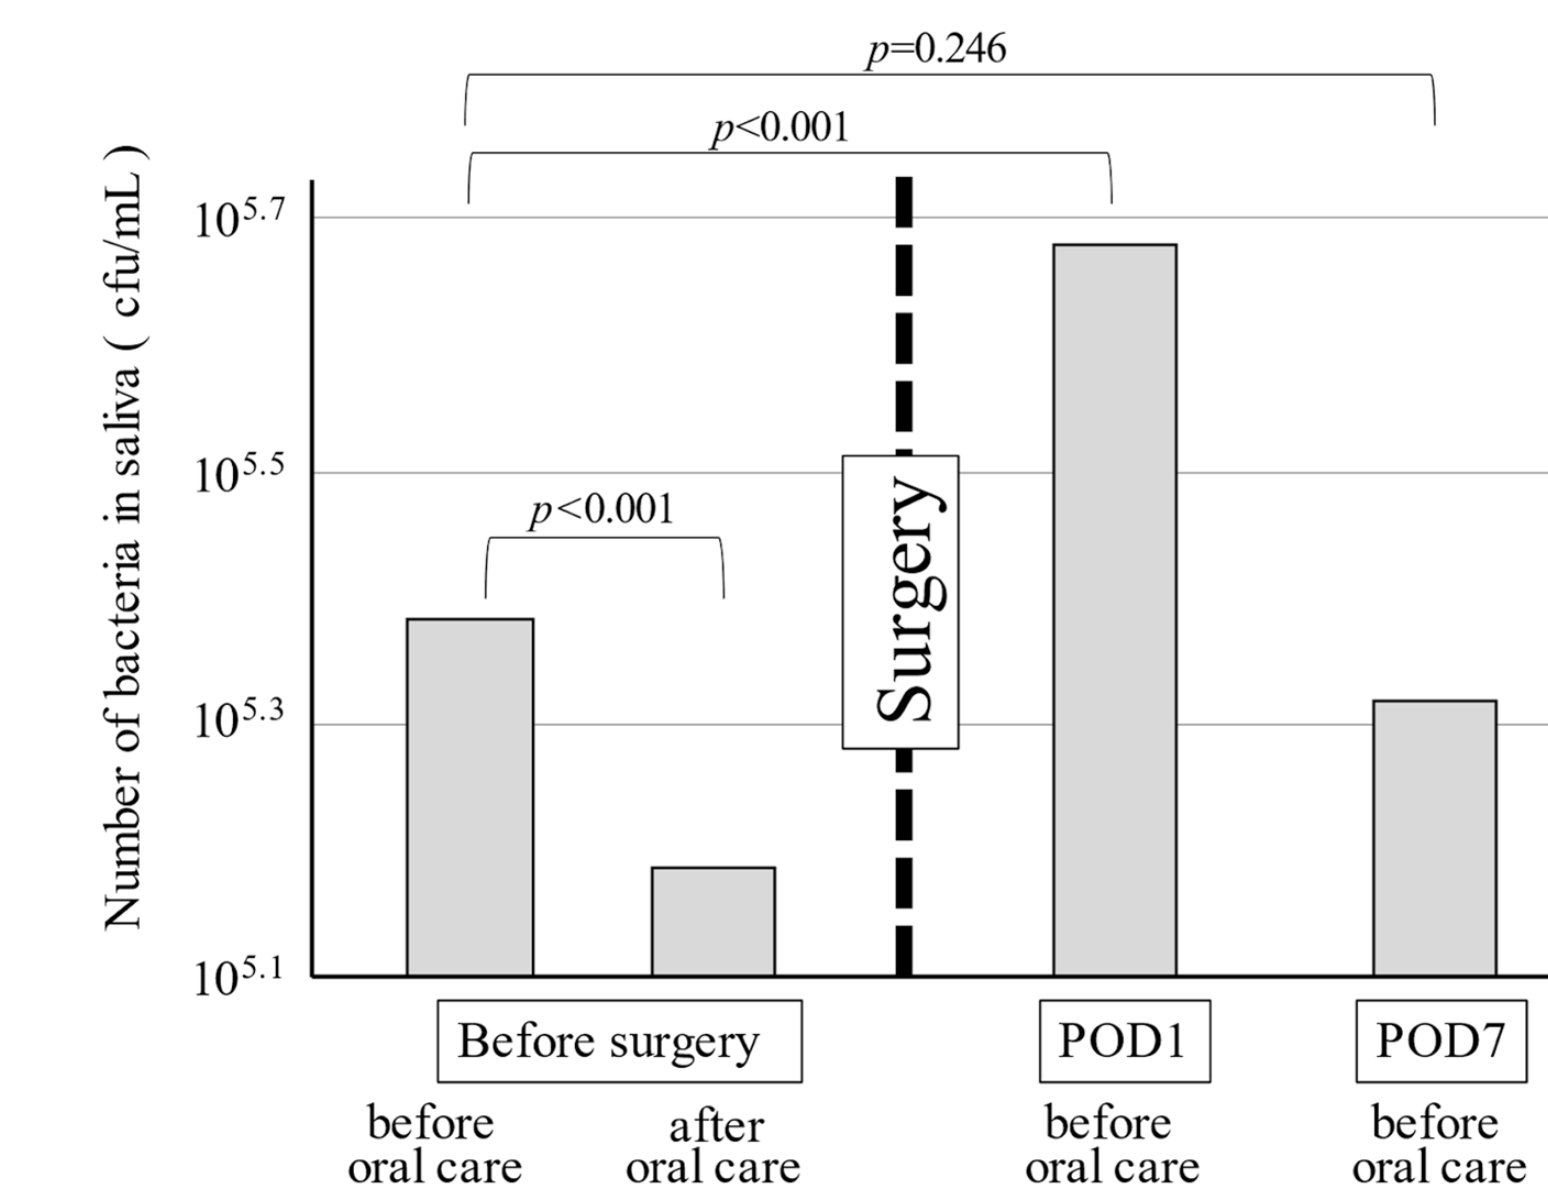 p=0.246
p<0.001
Number of bacteria in saliva ( cfu/mL )
10^5.7
10^5.5
10^5.3
10^5.1
p<0.001
Surgery
Before surgery
POD1
POD7
before
oral care
after
oral care
before
oral care
before
oral care